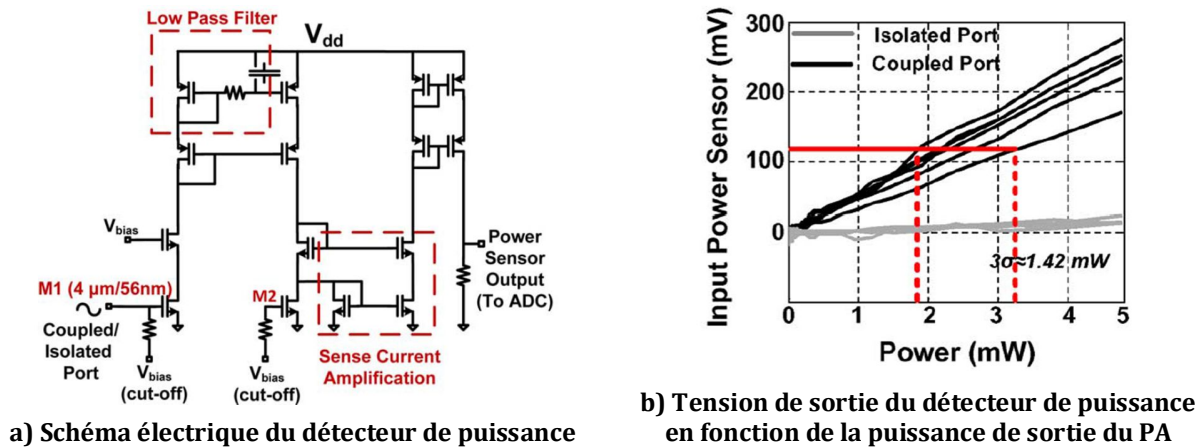 Low Pass Filter
Vdd
Vbias
M1 (4 µm/56nm)
Coupled/
Isolated
Port
Vbias
(cut-off)
M2
Vbias
(cut-off)
Sense Current
Amplification
Power
Sensor
Output
(To ADC)
a) Schéma électrique du détecteur de puissance
Input Power Sensor (mV)
300
200
100
0
Isolated Port
Coupled Port
3σ≈1.42 mW
0 1 2 3 4 5
Power (mW)
b) Tension de sortie du détecteur de puissance
en fonction de la puissance de sortie du PA